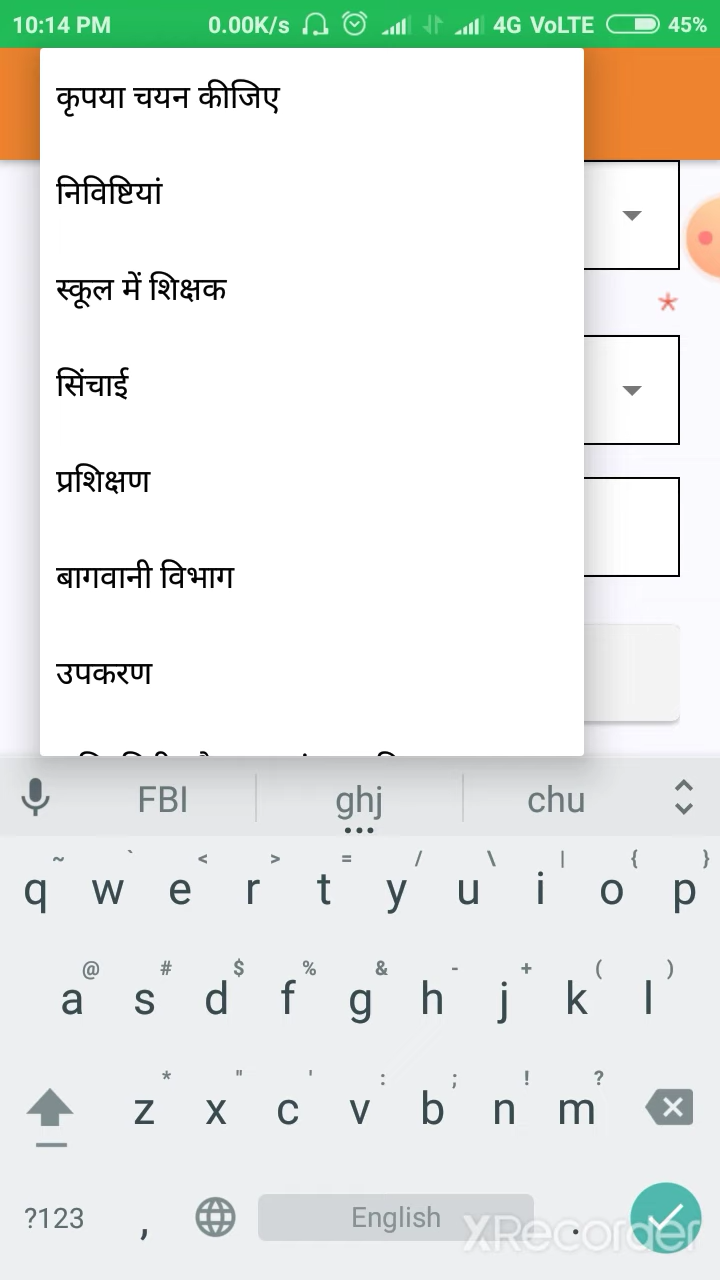 10:14 PM 0.00K/s 4G VoLTE 45%
कृपया चयन कीजिए
निविष्टियां
स्कूल में शिक्षक
*
सिंचाई
प्रशिक्षण
बागवानी विभाग
उपकरण
FBI ghj chu
~ ` < > = / \ | { }
q w e r t y u i o p
@ # $ % & - + ( )
a s d f g h j k l
* " ' : ; ! ?
z x c v b n m
?123 , English .
XRecorder